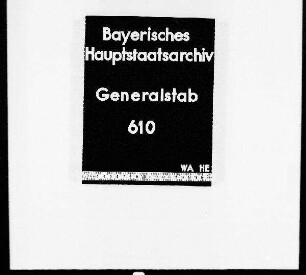 Bayerisches
Hauptstaatsarchiv
Generalstab
610
WA HE